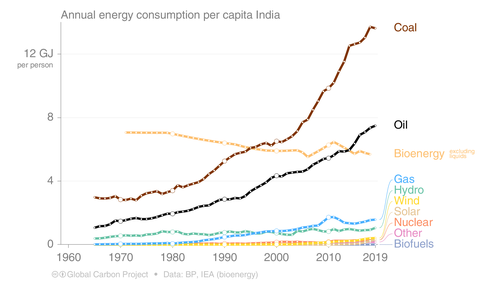 Annual energy consumption per capita India
12 GJ
per person
8
4
0
Coal
Oil
Bioenergy excluding liquids
Gas
Hydro
Wind
Solar
Nuclear
Other
Biofuels
1960 1970 1980 1990 2000 2010 2019
Global Carbon Project • Data: BP, IEA (bioenergy)